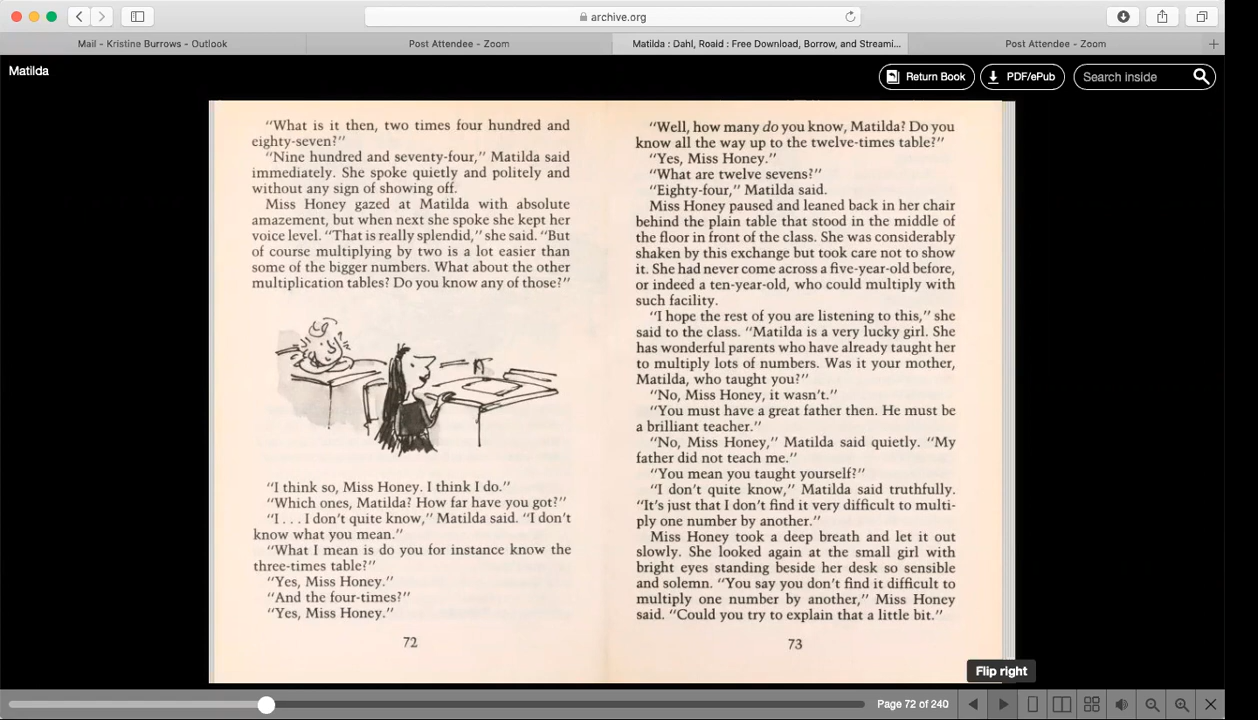 archive.org
Mail - Kristine Burrows - Outlook
Post Attendee - Zoom
Matilda : Dahl, Roald : Free Download, Borrow, and Streami...
Post Attendee - Zoom
Matilda
Return Book
PDF/ePub
Search inside
“What is it then, two times four hundred and
eighty-seven?”
“Nine hundred and seventy-four,” Matilda said
immediately. She spoke quietly and politely and
without any sign of showing off.
Miss Honey gazed at Matilda with absolute
amazement, but when next she spoke she kept her
voice level. “That is really splendid,” she said. “But
of course multiplying by two is a lot easier than
some of the bigger numbers. What about the other
multiplication tables? Do you know any of those?”
“I think so, Miss Honey. I think I do.”
“Which ones, Matilda? How far have you got?”
“I . . . I don’t quite know,” Matilda said. “I don’t
know what you mean.”
“What I mean is do you for instance know the
three-times table?”
“Yes, Miss Honey.”
“And the four-times?”
“Yes, Miss Honey.”
72
“Well, how many do you know, Matilda? Do you
know all the way up to the twelve-times table?”
“Yes, Miss Honey.”
“What are twelve sevens?”
“Eighty-four,” Matilda said.
Miss Honey paused and leaned back in her chair
behind the plain table that stood in the middle of
the floor in front of the class. She was considerably
shaken by this exchange but took care not to show
it. She had never come across a five-year-old before,
or indeed a ten-year-old, who could multiply with
such facility.
“I hope the rest of you are listening to this,” she
said to the class. “Matilda is a very lucky girl. She
has wonderful parents who have already taught her
to multiply lots of numbers. Was it your mother,
Matilda, who taught you?”
“No, Miss Honey, it wasn’t.”
“You must have a great father then. He must be
a brilliant teacher.”
“No, Miss Honey,” Matilda said quietly. “My
father did not teach me.”
“You mean you taught yourself?”
“I don’t quite know,” Matilda said truthfully.
“It’s just that I don’t find it very difficult to multi-
ply one number by another.”
Miss Honey took a deep breath and let it out
slowly. She looked again at the small girl with
bright eyes standing beside her desk so sensible
and solemn. “You say you don’t find it difficult to
multiply one number by another,” Miss Honey
said. “Could you try to explain that a little bit.”
73
Flip right
Page 72 of 240